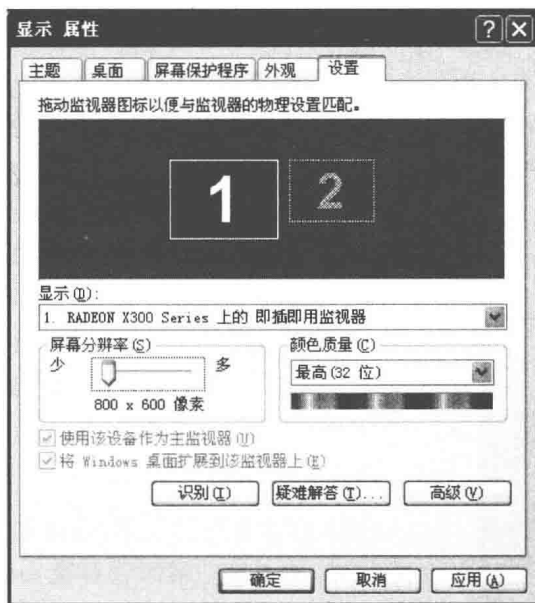 显示 属性
主题 桌面 屏幕保护程序 外观 设置
拖动监视器图标以便与监视器的物理设置匹配。
1 2
显示(D):
1. RADEON X300 Series 上的 即插即用监视器
屏幕分辨率(S) 颜色质量(C)
少 多 最高(32 位)
800 x 600 像素
使用该设备作为主监视器(U)
将 Windows 桌面扩展到该监视器上(E)
识别(I) 疑难解答(T)... 高级(V)
确定 取消 应用(A)